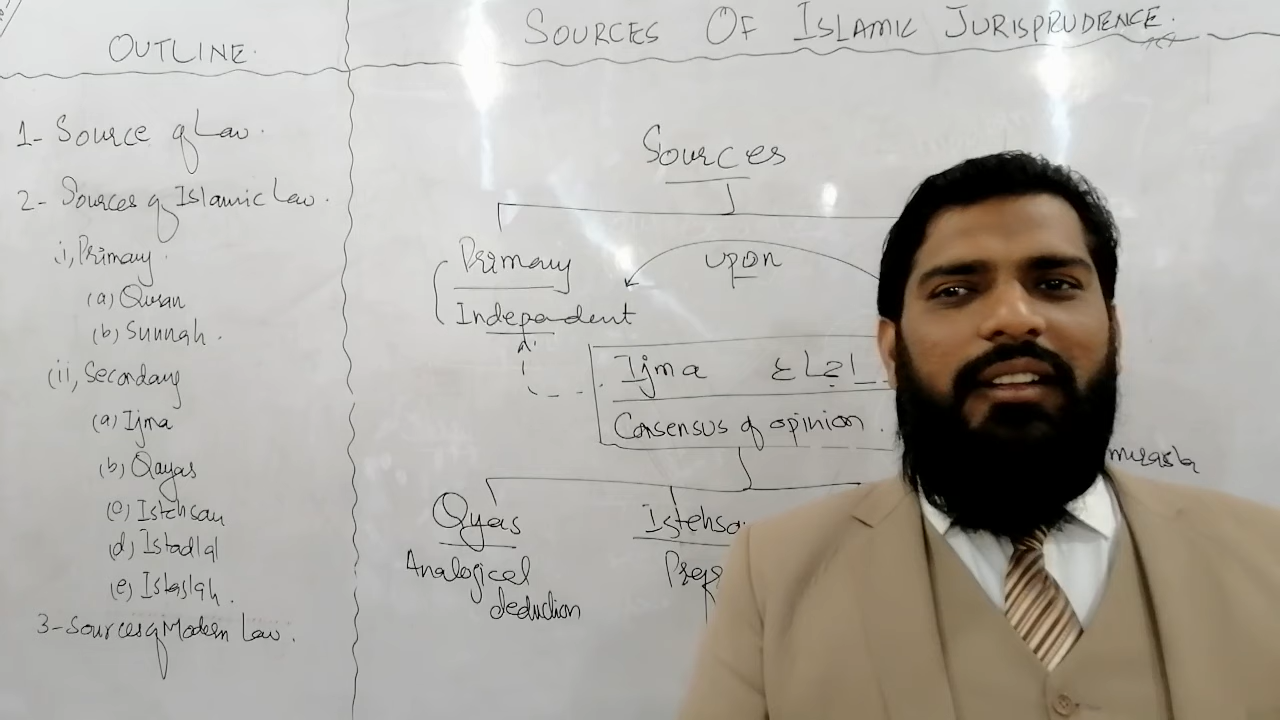 OUTLINE.
1- Source of Law.
2- Sources of Islamic Law.
i, Primary.
(a) Quran
(b) Sunnah.
(ii, Secondary
(a) Ijma
(b) Qayas
(c) Istehsan
(d) Istadlal
(e) Istaslah.
3- Sources of Modern Law.
SOURCES OF ISLAMIC JURISPRUDENCE.
Sources
Primary
upon
Independent
Ijma اجماع
Consensus of opinion.
Qyas
Istehsa
Analogical
deduction